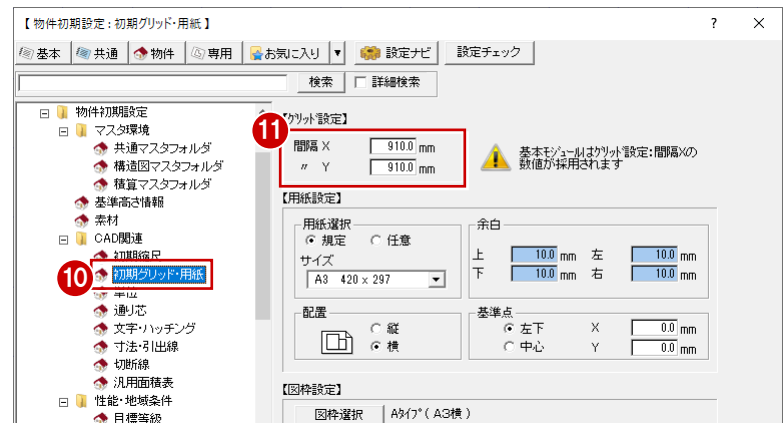 【 物件初期設定 : 初期グリッド・用紙 】 ? ×
基本 共通 物件 専用 お気に入り ▼ 設定ナビ 設定チェック
検索 詳細検索
物件初期設定
マスタ環境
共通マスタフォルダ
構造図マスタフォルダ
積算マスタフォルダ
基準高さ情報
素材
CAD関連
初期縮尺
10 初期グリッド・用紙
単位
通り芯
文字・ハッチング
寸法・引出線
切断線
汎用面積表
性能・地域条件
目標等級
【グリッド設定】
11
間隔 X 910.0 mm
〃 Y 910.0 mm
基本モジュールはグリッド設定:間隔Xの
数値が採用されます
【用紙設定】
用紙選択
規定 任意
サイズ
A3 420 x 297
余白
上 10.0 mm 左 10.0 mm
下 10.0 mm 右 10.0 mm
配置
縦
横
基準点
左下 X 0.0 mm
中心 Y 0.0 mm
【図枠設定】
図枠選択 Aタイプ( A3横 )